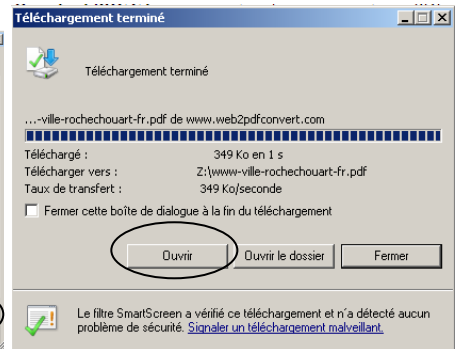 Téléchargement terminé
Téléchargement terminé
...-ville-rochechouart-fr.pdf de www.web2pdfconvert.com
Téléchargé : 349 Ko en 1 s
Télécharger vers : Z:\www-ville-rochechouart-fr.pdf
Taux de transfert : 349 Ko/seconde
Fermer cette boîte de dialogue à la fin du téléchargement
Ouvrir Ouvrir le dossier Fermer
Le filtre SmartScreen a vérifié ce téléchargement et n'a détecté aucun
problème de sécurité. Signaler un téléchargement malveillant.